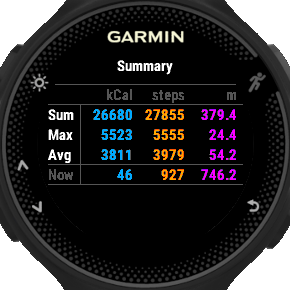 GARMIN
Summary
kCal steps m
Sum 26680 27855 379.4
Max 5523 5555 24.4
Avg 3811 3979 54.2
Now 46 927 746.2